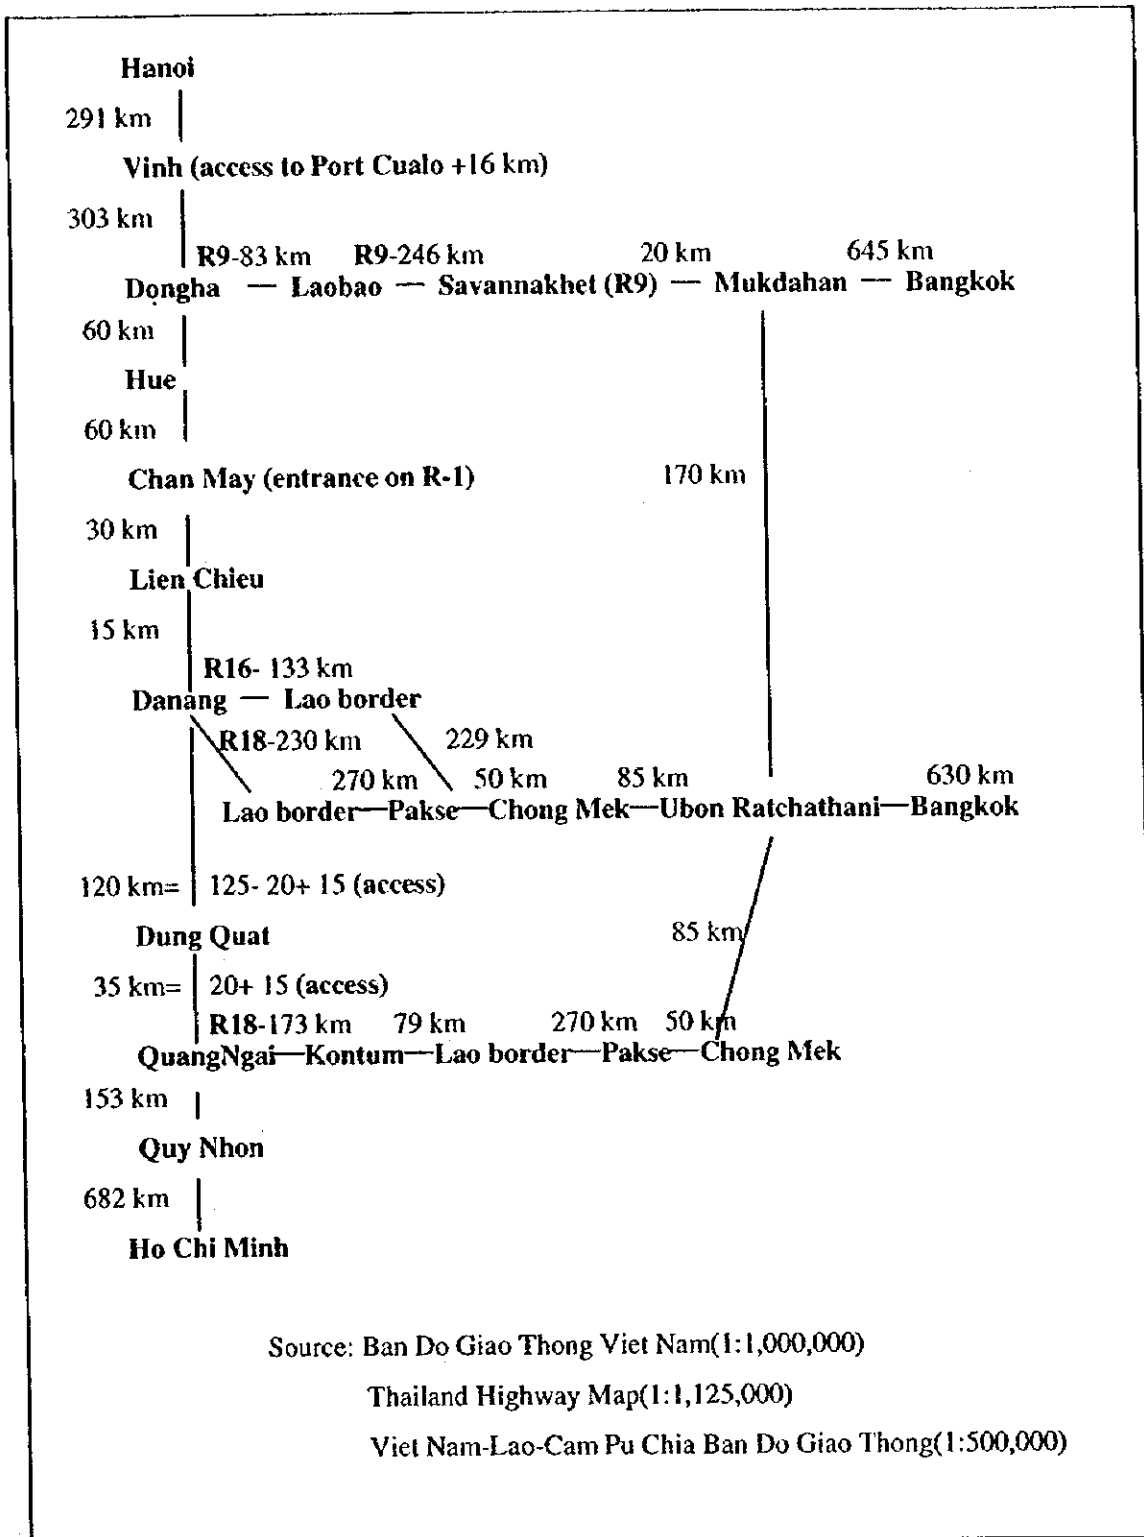 Hanoi
291 km
Vinh (access to Port Cualo +16 km)
303 km
R9-83 km R9-246 km 20 km 645 km
Dongha — Laobao — Savannakhet (R9) — Mukdahan — Bangkok
60 km
Hue
60 km
Chan May (entrance on R-1) 170 km
30 km
Lien Chieu
15 km
R16- 133 km
Danang — Lao border
R18-230 km 229 km
270 km 50 km 85 km 630 km
Lao border—Pakse—Chong Mek—Ubon Ratchathani—Bangkok
120 km= 125- 20+ 15 (access)
Dung Quat 85 km
35 km= 20+ 15 (access)
R18-173 km 79 km 270 km 50 km
QuangNgai—Kontum—Lao border—Pakse—Chong Mek
153 km
Quy Nhon
682 km
Ho Chi Minh
Source: Ban Do Giao Thong Viet Nam(1:1,000,000)
Thailand Highway Map(1:1,125,000)
Viet Nam-Lao-Cam Pu Chia Ban Do Giao Thong(1:500,000)